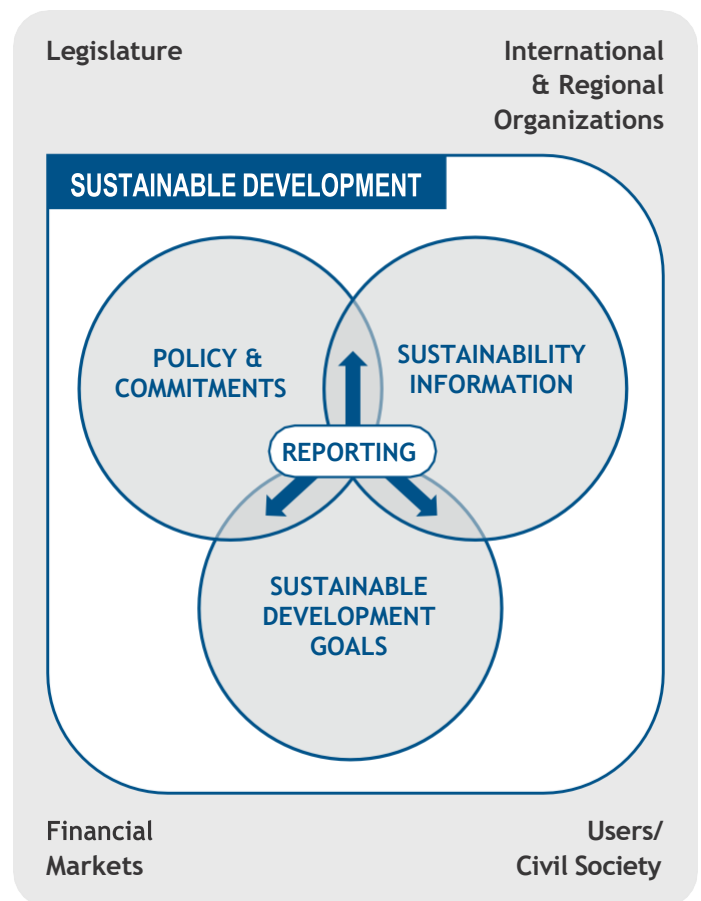 Legislature
International
& Regional
Organizations
SUSTAINABLE DEVELOPMENT
POLICY &
COMMITMENTS
SUSTAINABILITY
INFORMATION
REPORTING
SUSTAINABLE
DEVELOPMENT
GOALS
Financial
Markets
Users/
Civil Society